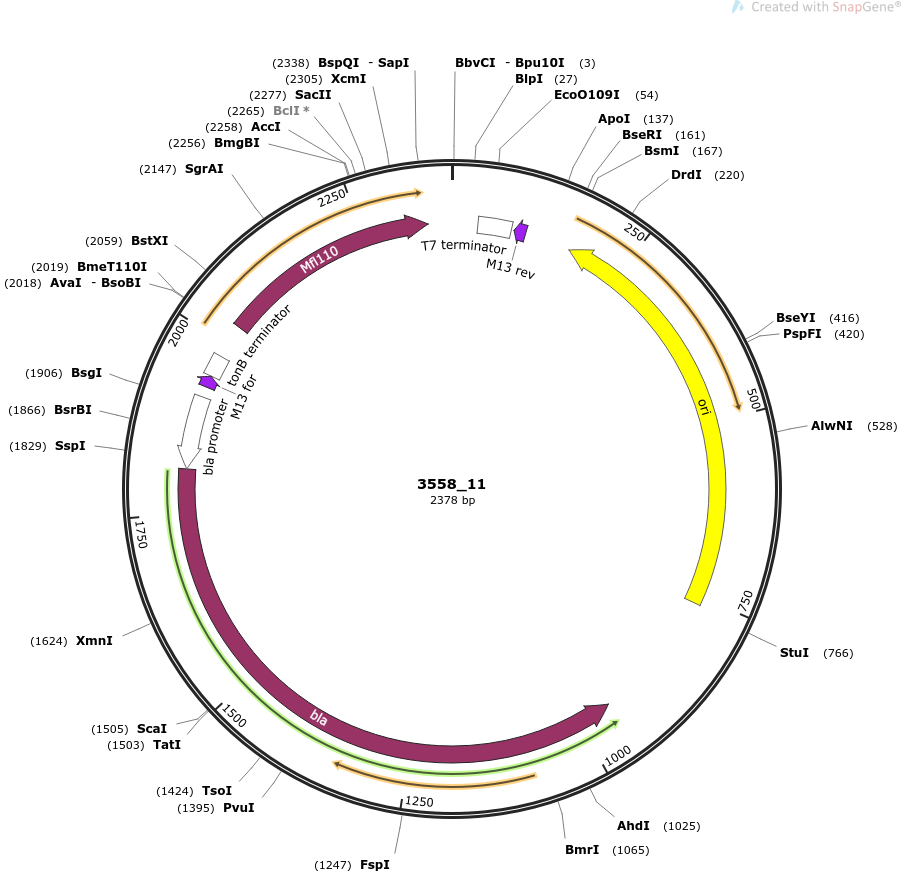 Created with SnapGene®
(2338) BspQI - SapI
(2305) XcmI
(2277) SacII
(2265) BclI *
(2258) AccI
(2256) BmgBI
(2147) SgrAI
(2059) BstXI
(2019) BmeT110I
(2018) AvaI - BsoBI
(1906) BsgI
(1866) BsrBI
(1829) SspI
(1624) XmnI
(1505) ScaI
(1503) TatI
(1424) TsoI
(1395) PvuI
(1247) FspI
BbvCI - Bpu10I (3)
BlpI (27)
EcoO109I (54)
ApoI (137)
BseRI (161)
BsmI (167)
DrdI (220)
BseYI (416)
PspFI (420)
AlwNI (528)
StuI (766)
AhdI (1025)
BmrI (1065)
250
500
750
1000
1250
1500
1750
2000
2250
T7 terminator
M13 rev
ori
bla
bla promoter
M13 for
tonB terminator
Mfl110
3558_11
2378 bp